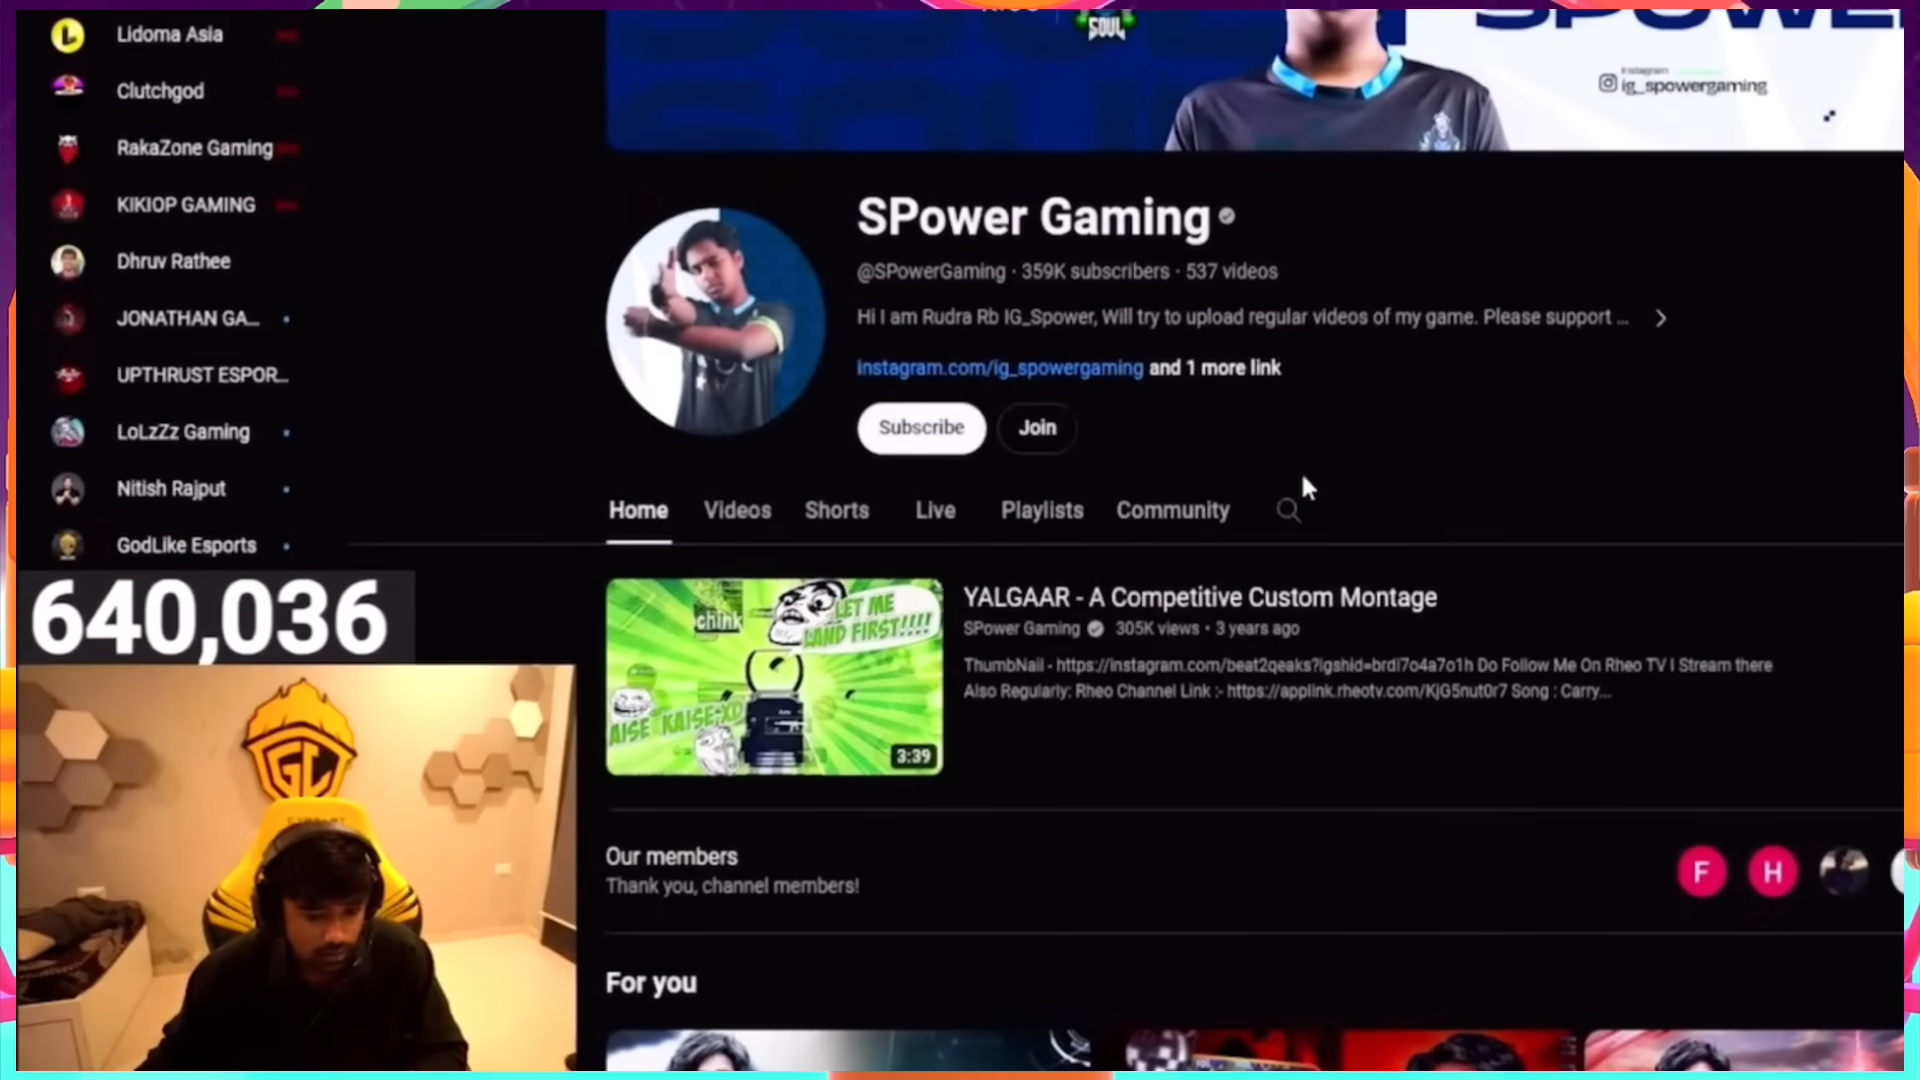 Lidoma Asia
Clutchgod
RakaZone Gaming
KIKIOP GAMING
Dhruv Rathee
JONATHAN GA...
UPTHRUST ESPOR...
LoLzZz Gaming
Nitish Rajput
GodLike Esports
640,036
GL
SOUL
SPOWE
Instagram
ig_spowergaming
SPower Gaming
@SPowerGaming · 359K subscribers · 537 videos
Hi I am Rudra Rb IG_Spower, Will try to upload regular videos of my game. Please support ...
instagram.com/ig_spowergaming and 1 more link
Subscribe
Join
Home
Videos
Shorts
Live
Playlists
Community
chink
LET ME
LAND FIRST!!!!
AISE KAISE XD
3:39
YALGAAR - A Competitive Custom Montage
SPower Gaming 305K views • 3 years ago
ThumbNail - https://instagram.com/beat2qeaks?igshid=brdi7o4a7o1h Do Follow Me On Rheo TV I Stream there
Also Regularly: Rheo Channel Link :- https://applink.rheotv.com/KjG5nut0r7 Song : Carry...
Our members
Thank you, channel members!
F
H
For you